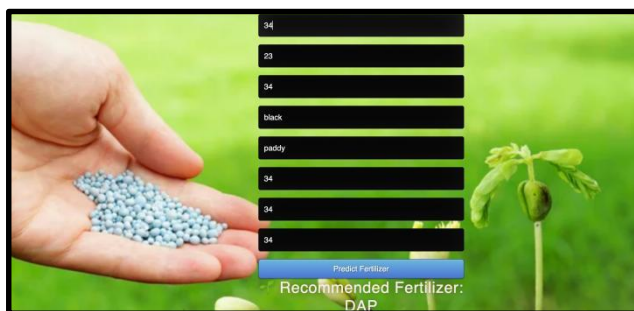 34
23
34
black
paddy
34
34
34
Predict Fertilizer
Recommended Fertilizer:
DAP